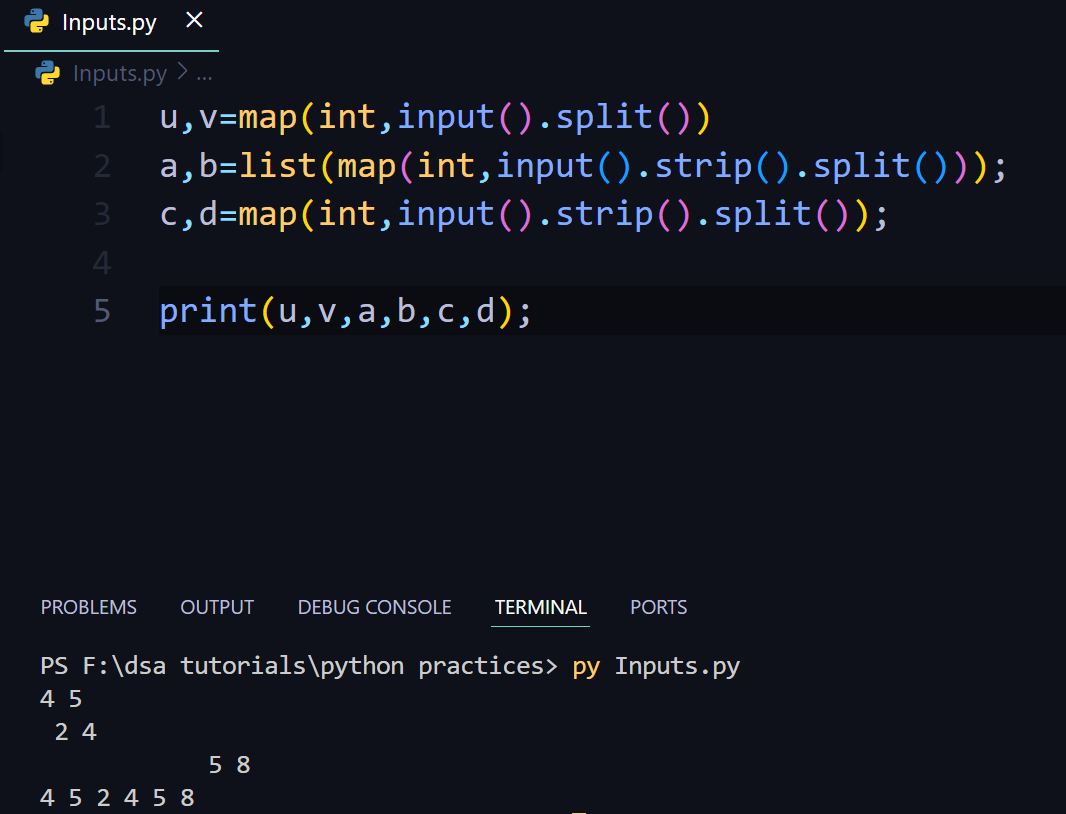 Inputs.py ✕
Inputs.py > ...
1 u,v=map(int,input().split())
2 a,b=list(map(int,input().strip().split()));
3 c,d=map(int,input().strip().split());
4
5 print(u,v,a,b,c,d);
PROBLEMS OUTPUT DEBUG CONSOLE TERMINAL PORTS
PS F:\dsa tutorials\python practices> py Inputs.py
4 5
 2 4
            5 8
4 5 2 4 5 8